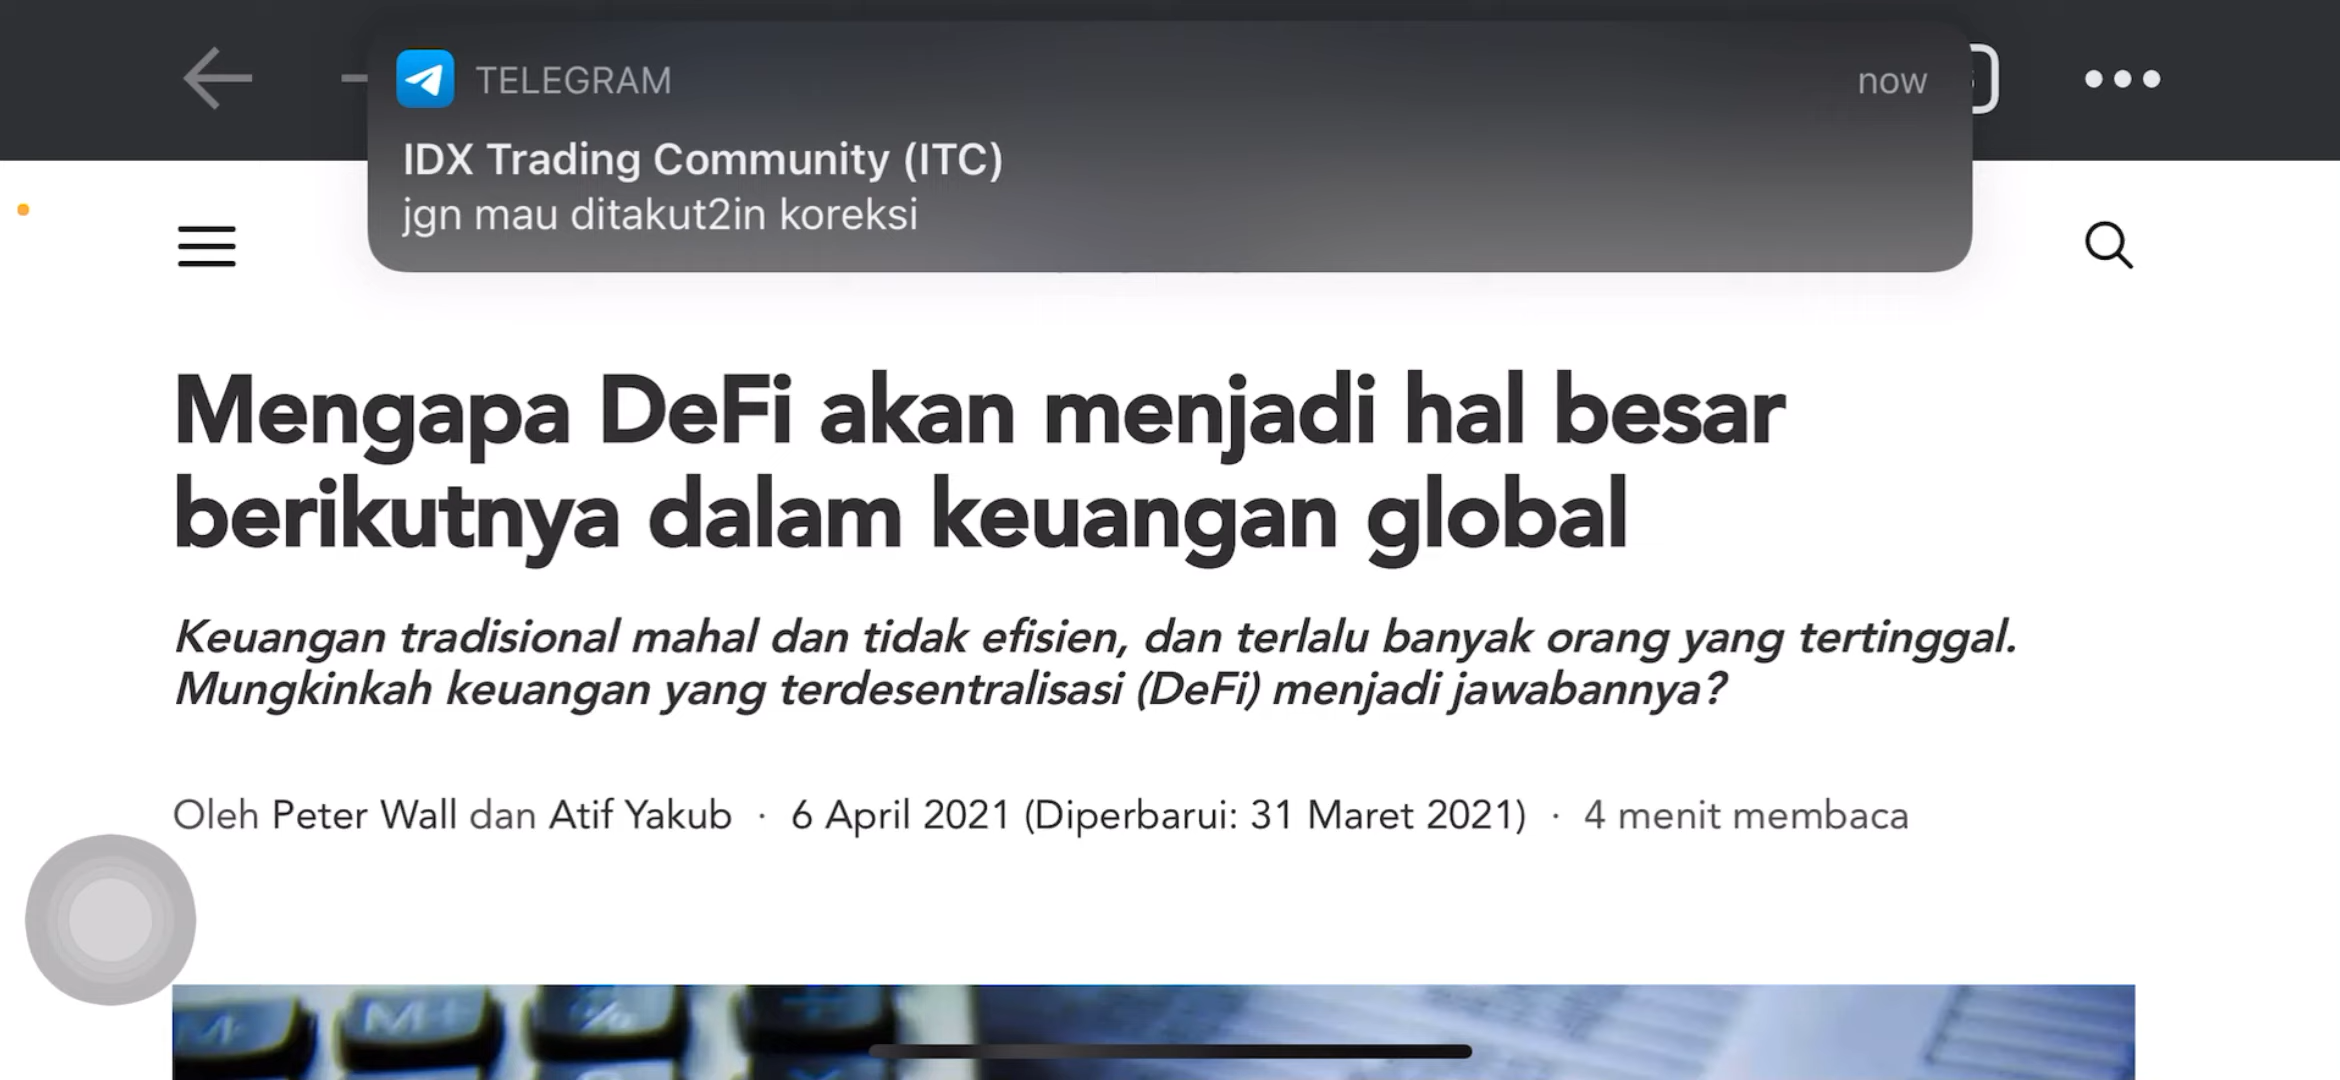 TELEGRAM
now
IDX Trading Community (ITC)
jgn mau ditakut2in koreksi
Mengapa DeFi akan menjadi hal besar
berikutnya dalam keuangan global
Keuangan tradisional mahal dan tidak efisien, dan terlalu banyak orang yang tertinggal.
Mungkinkah keuangan yang terdesentralisasi (DeFi) menjadi jawabannya?
Oleh Peter Wall dan Atif Yakub · 6 April 2021 (Diperbarui: 31 Maret 2021) · 4 menit membaca
M- M+ % ÷